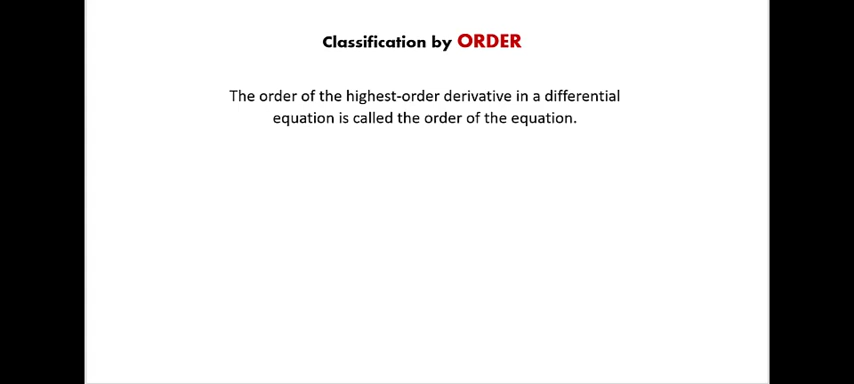 Classification by ORDER
The order of the highest-order derivative in a differential
equation is called the order of the equation.